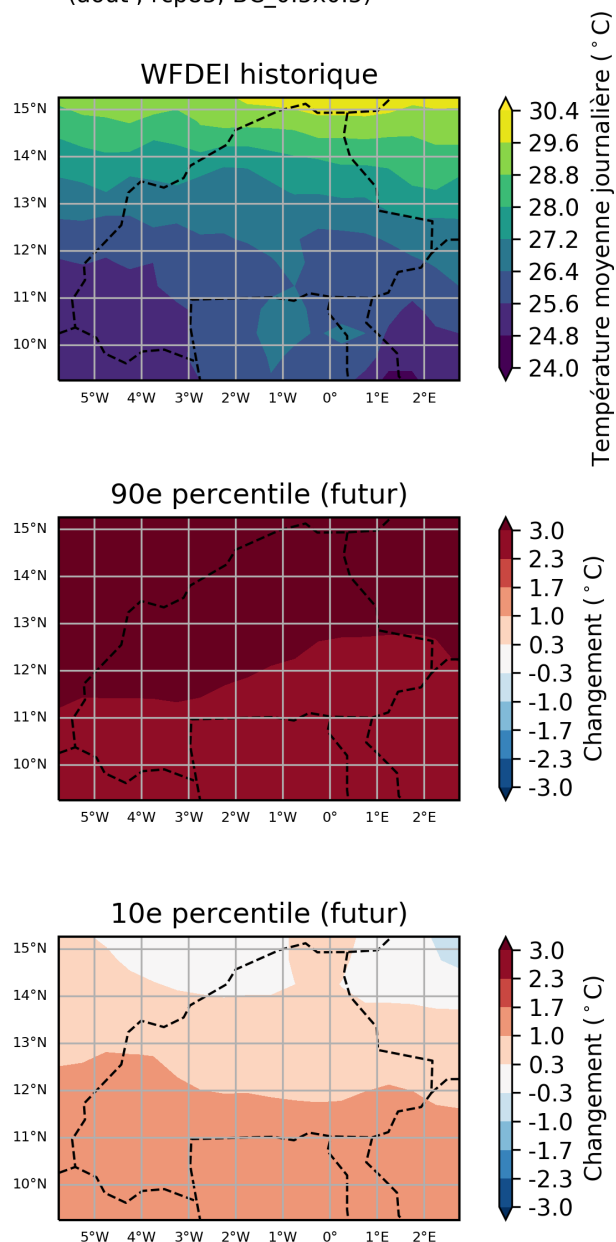 (août , rcp85, BC_0.5x0.5)
WFDEI historique
15°N
14°N
13°N
12°N
11°N
10°N
5°W 4°W 3°W 2°W 1°W 0° 1°E 2°E
30.4
29.6
28.8
28.0
27.2
26.4
25.6
24.8
24.0
Température moyenne journalière (°C)
90e percentile (futur)
15°N
14°N
13°N
12°N
11°N
10°N
5°W 4°W 3°W 2°W 1°W 0° 1°E 2°E
3.0
2.3
1.7
1.0
0.3
-0.3
-1.0
-1.7
-2.3
-3.0
Changement (°C)
10e percentile (futur)
15°N
14°N
13°N
12°N
11°N
10°N
5°W 4°W 3°W 2°W 1°W 0° 1°E 2°E
3.0
2.3
1.7
1.0
0.3
-0.3
-1.0
-1.7
-2.3
-3.0
Changement (°C)